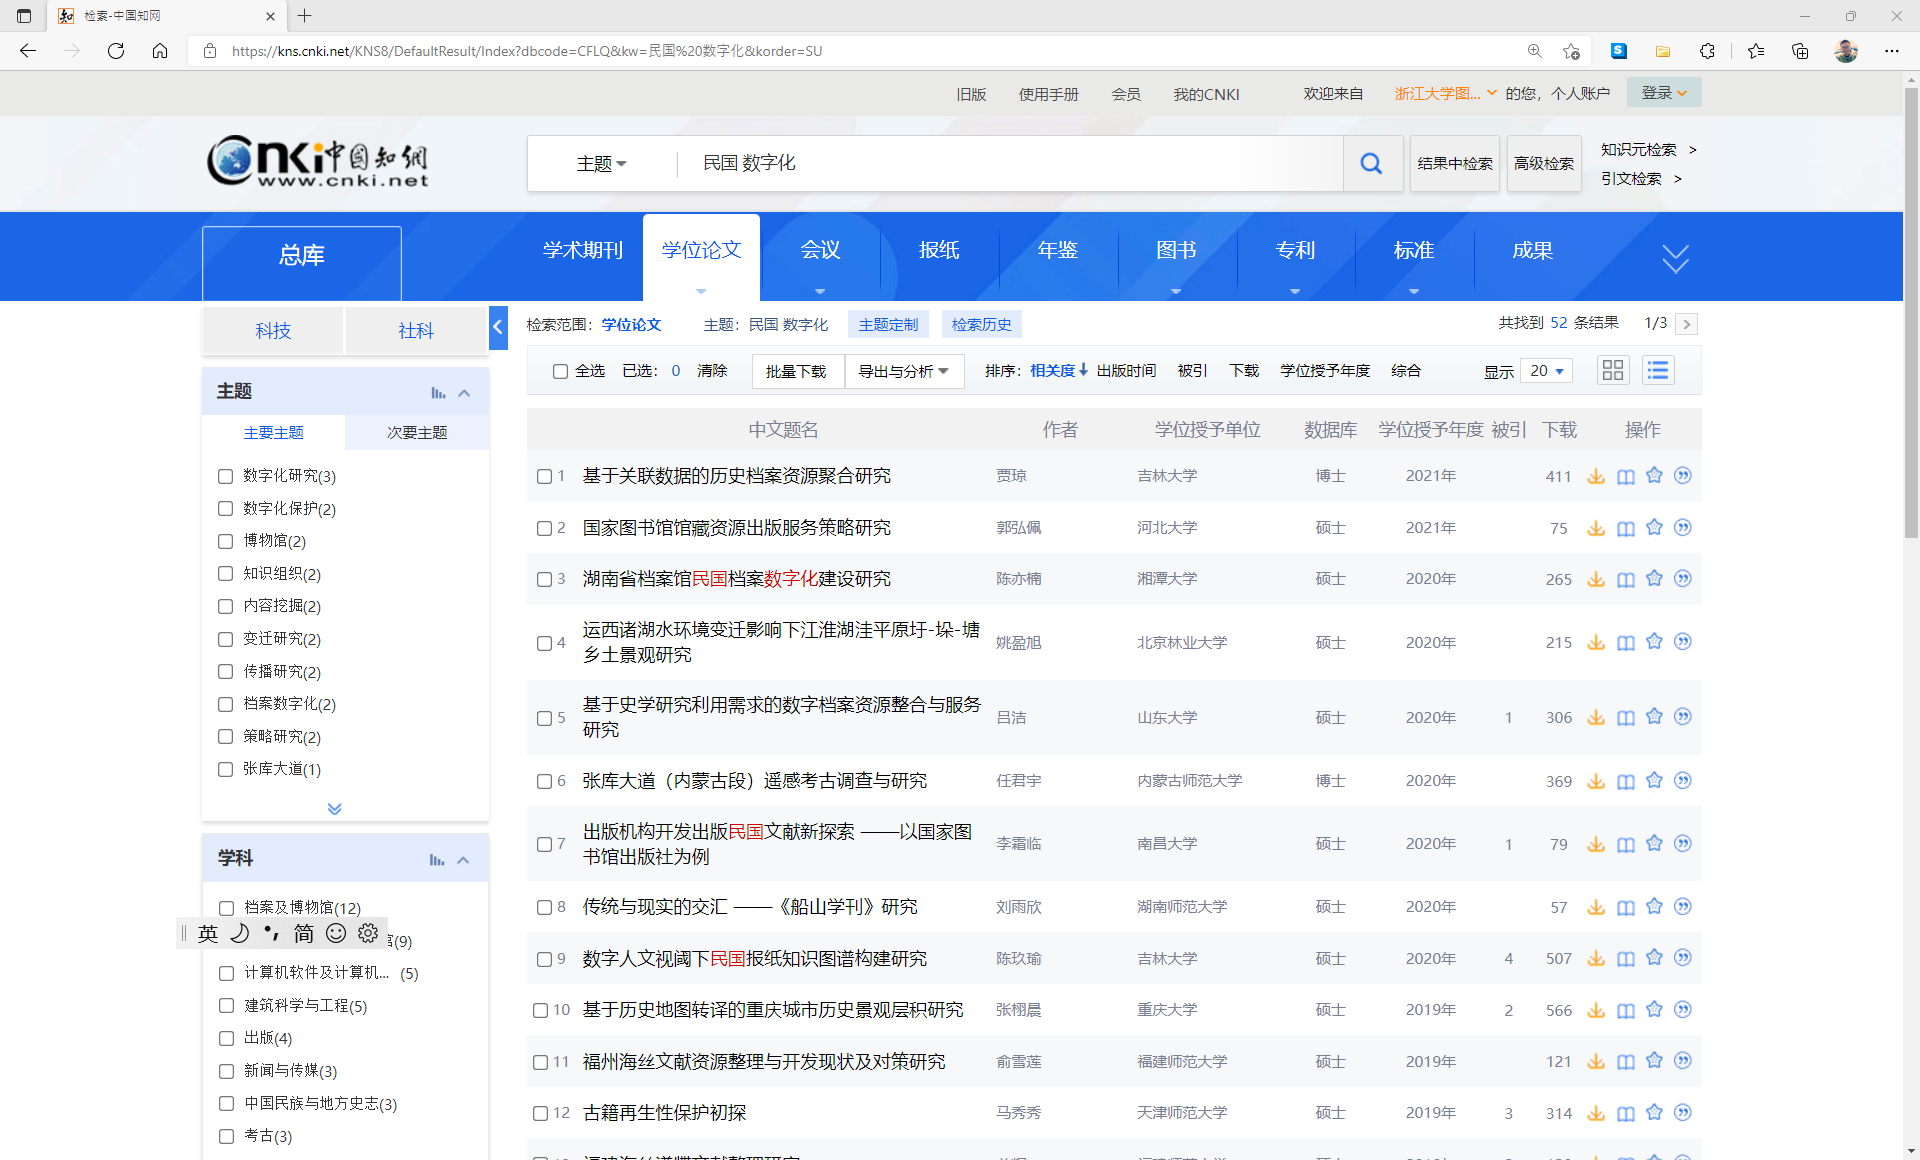 检索-中国知网
https://kns.cnki.net/KNS8/DefaultResult/Index?dbcode=CFLQ&kw=民国%20数字化&korder=SU
旧版 使用手册 会员 我的CNKI 欢迎来自 浙江大学图... 的您，个人账户 登录
cnki中国知網
www.cnki.net
主题 民国 数字化 结果中检索 高级检索
知识元检索 >
引文检索 >
总库 学术期刊 学位论文 会议 报纸 年鉴 图书 专利 标准 成果
科技 社科
检索范围：学位论文 主题：民国 数字化 主题定制 检索历史 共找到 52 条结果 1/3 >
全选 已选：0 清除 批量下载 导出与分析 排序：相关度 出版时间 被引 下载 学位授予年度 综合 显示 20
主题
主要主题 次要主题
数字化研究(3)
数字化保护(2)
博物馆(2)
知识组织(2)
内容挖掘(2)
变迁研究(2)
传播研究(2)
档案数字化(2)
策略研究(2)
张库大道(1)
学科
档案及博物馆(12)
英 简
(9)
计算机软件及计算机... (5)
建筑科学与工程(5)
出版(4)
新闻与传媒(3)
中国民族与地方史志(3)
考古(3)
中文题名 作者 学位授予单位 数据库 学位授予年度 被引 下载 操作
1 基于关联数据的历史档案资源聚合研究 贾琼 吉林大学 博士 2021年 411
2 国家图书馆馆藏资源出版服务策略研究 郭弘佩 河北大学 硕士 2021年 75
3 湖南省档案馆民国档案数字化建设研究 陈亦楠 湘潭大学 硕士 2020年 265
4 运西诸湖水环境变迁影响下江淮湖洼平原圩-垛-塘
乡土景观研究 姚盈旭 北京林业大学 硕士 2020年 215
5 基于史学研究利用需求的数字档案资源整合与服务
研究 吕洁 山东大学 硕士 2020年 1 306
6 张库大道（内蒙古段）遥感考古调查与研究 任君宇 内蒙古师范大学 博士 2020年 369
7 出版机构开发出版民国文献新探索 ——以国家图
书馆出版社为例 李霜临 南昌大学 硕士 2020年 1 79
8 传统与现实的交汇 ——《船山学刊》研究 刘雨欣 湖南师范大学 硕士 2020年 57
9 数字人文视阈下民国报纸知识图谱构建研究 陈玖瑜 吉林大学 硕士 2020年 4 507
10 基于历史地图转译的重庆城市历史景观层积研究 张栩晨 重庆大学 硕士 2019年 2 566
11 福州海丝文献资源整理与开发现状及对策研究 俞雪莲 福建师范大学 硕士 2019年 121
12 古籍再生性保护初探 马秀秀 天津师范大学 硕士 2019年 3 314